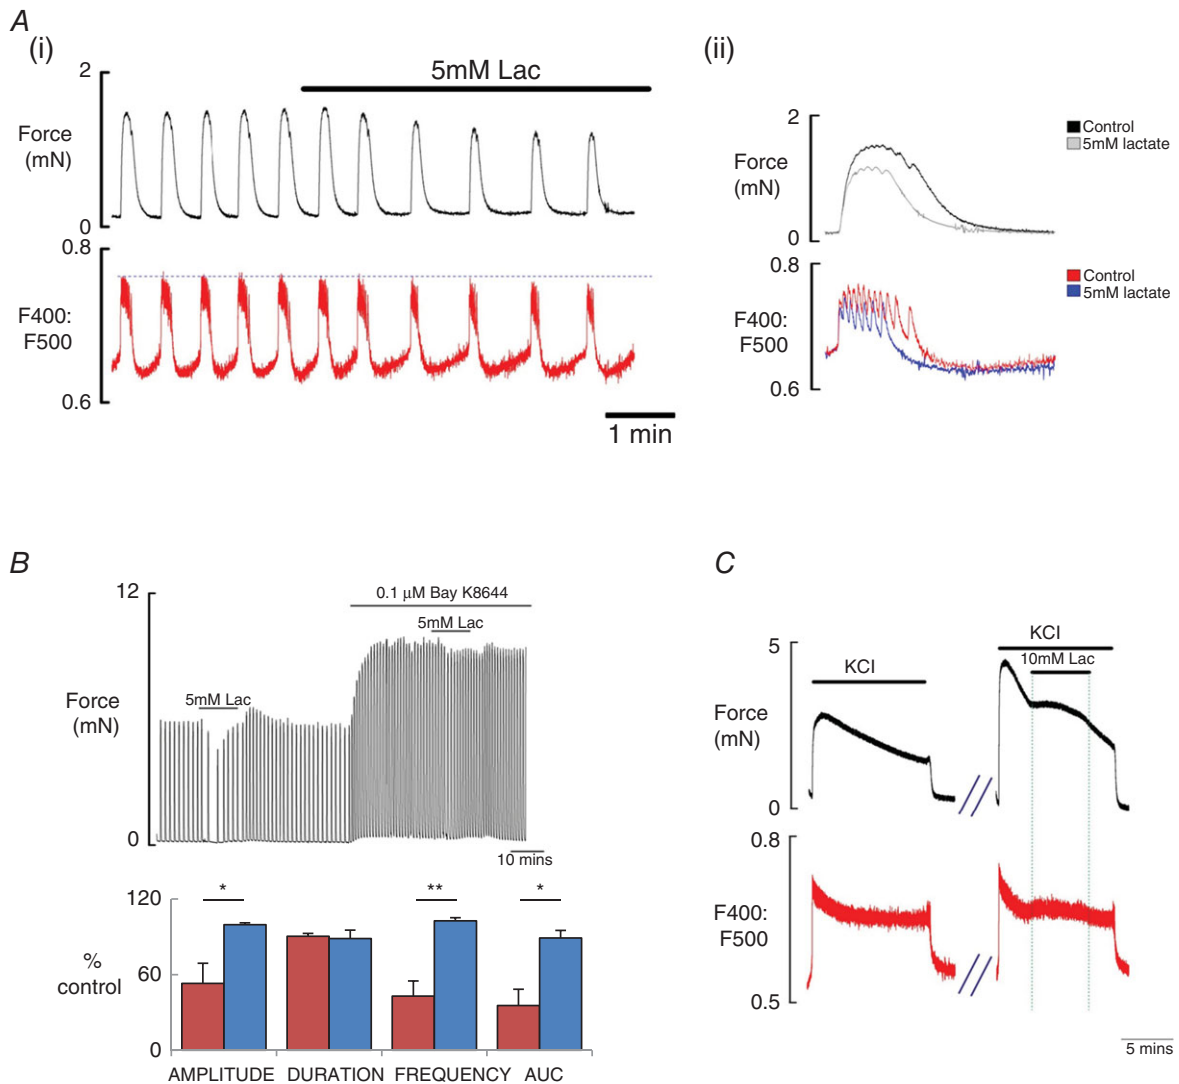 A
(i)
(ii)
5mM Lac
2
Force
(mN)
0
0.8
F400:
F500
0.6
1 min
2
Force
(mN)
0
Control
5mM lactate
0.8
F400:
F500
0.6
Control
5mM lactate
B
12
Force
(mN)
0
5mM Lac
0.1 μM Bay K8644
5mM Lac
10 mins
120
%
control
60
0
*
**
*
AMPLITUDE DURATION FREQUENCY AUC
C
5
Force
(mN)
0
KCl
KCl
10mM Lac
0.8
F400:
F500
0.5
5 mins